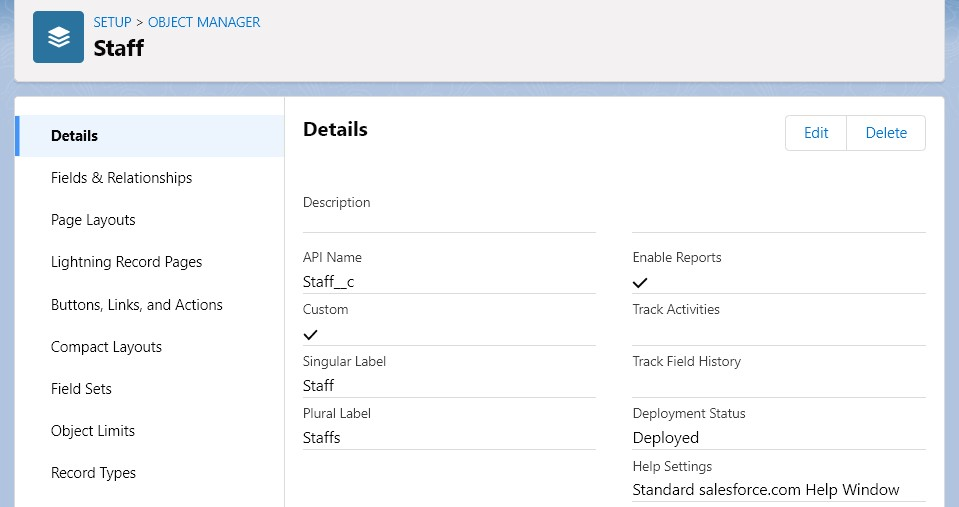 SETUP > OBJECT MANAGER
Staff
Details
Fields & Relationships
Page Layouts
Lightning Record Pages
Buttons, Links, and Actions
Compact Layouts
Field Sets
Object Limits
Record Types
Details
Edit
Delete
Description
API Name
Staff__c
Custom
Singular Label
Staff
Plural Label
Staffs
Enable Reports
Track Activities
Track Field History
Deployment Status
Deployed
Help Settings
Standard salesforce.com Help Window